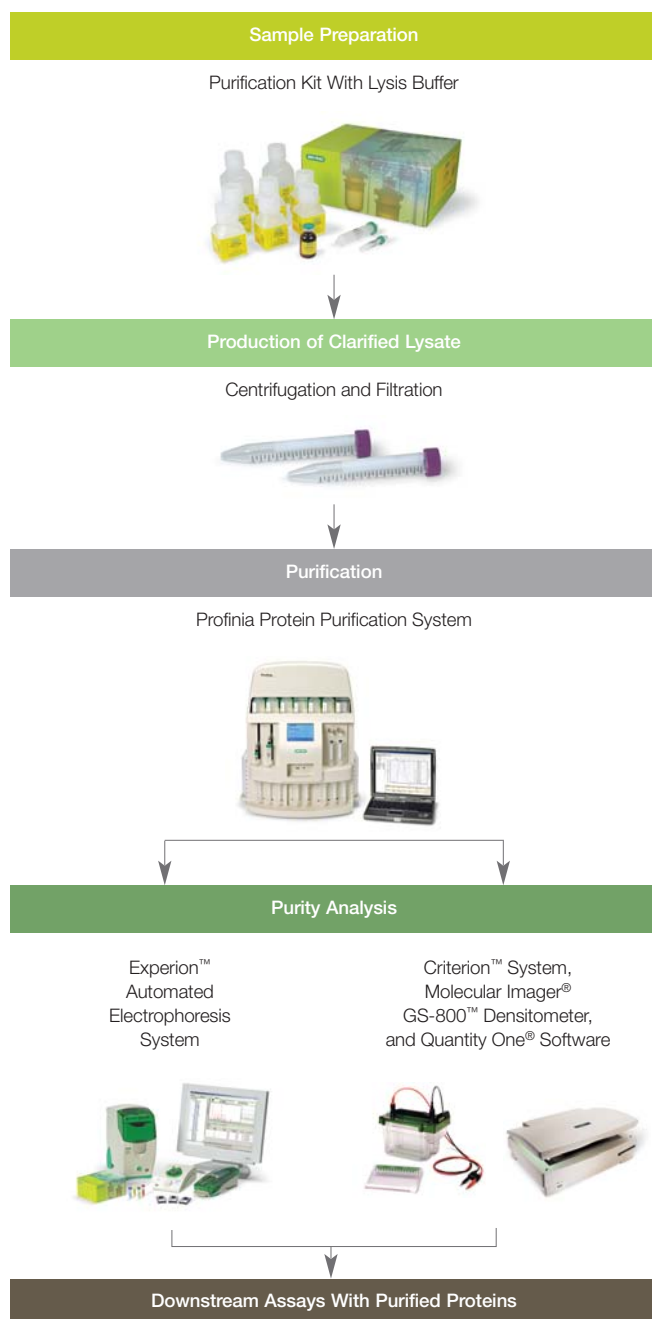 Sample Preparation
Purification Kit With Lysis Buffer
BIO-RAD
Production of Clarified Lysate
Centrifugation and Filtration
Purification
Profinia Protein Purification System
Purity Analysis
Experion™
Automated
Electrophoresis
System
Criterion™ System,
Molecular Imager®
GS-800™ Densitometer,
and Quantity One® Software
Downstream Assays With Purified Proteins